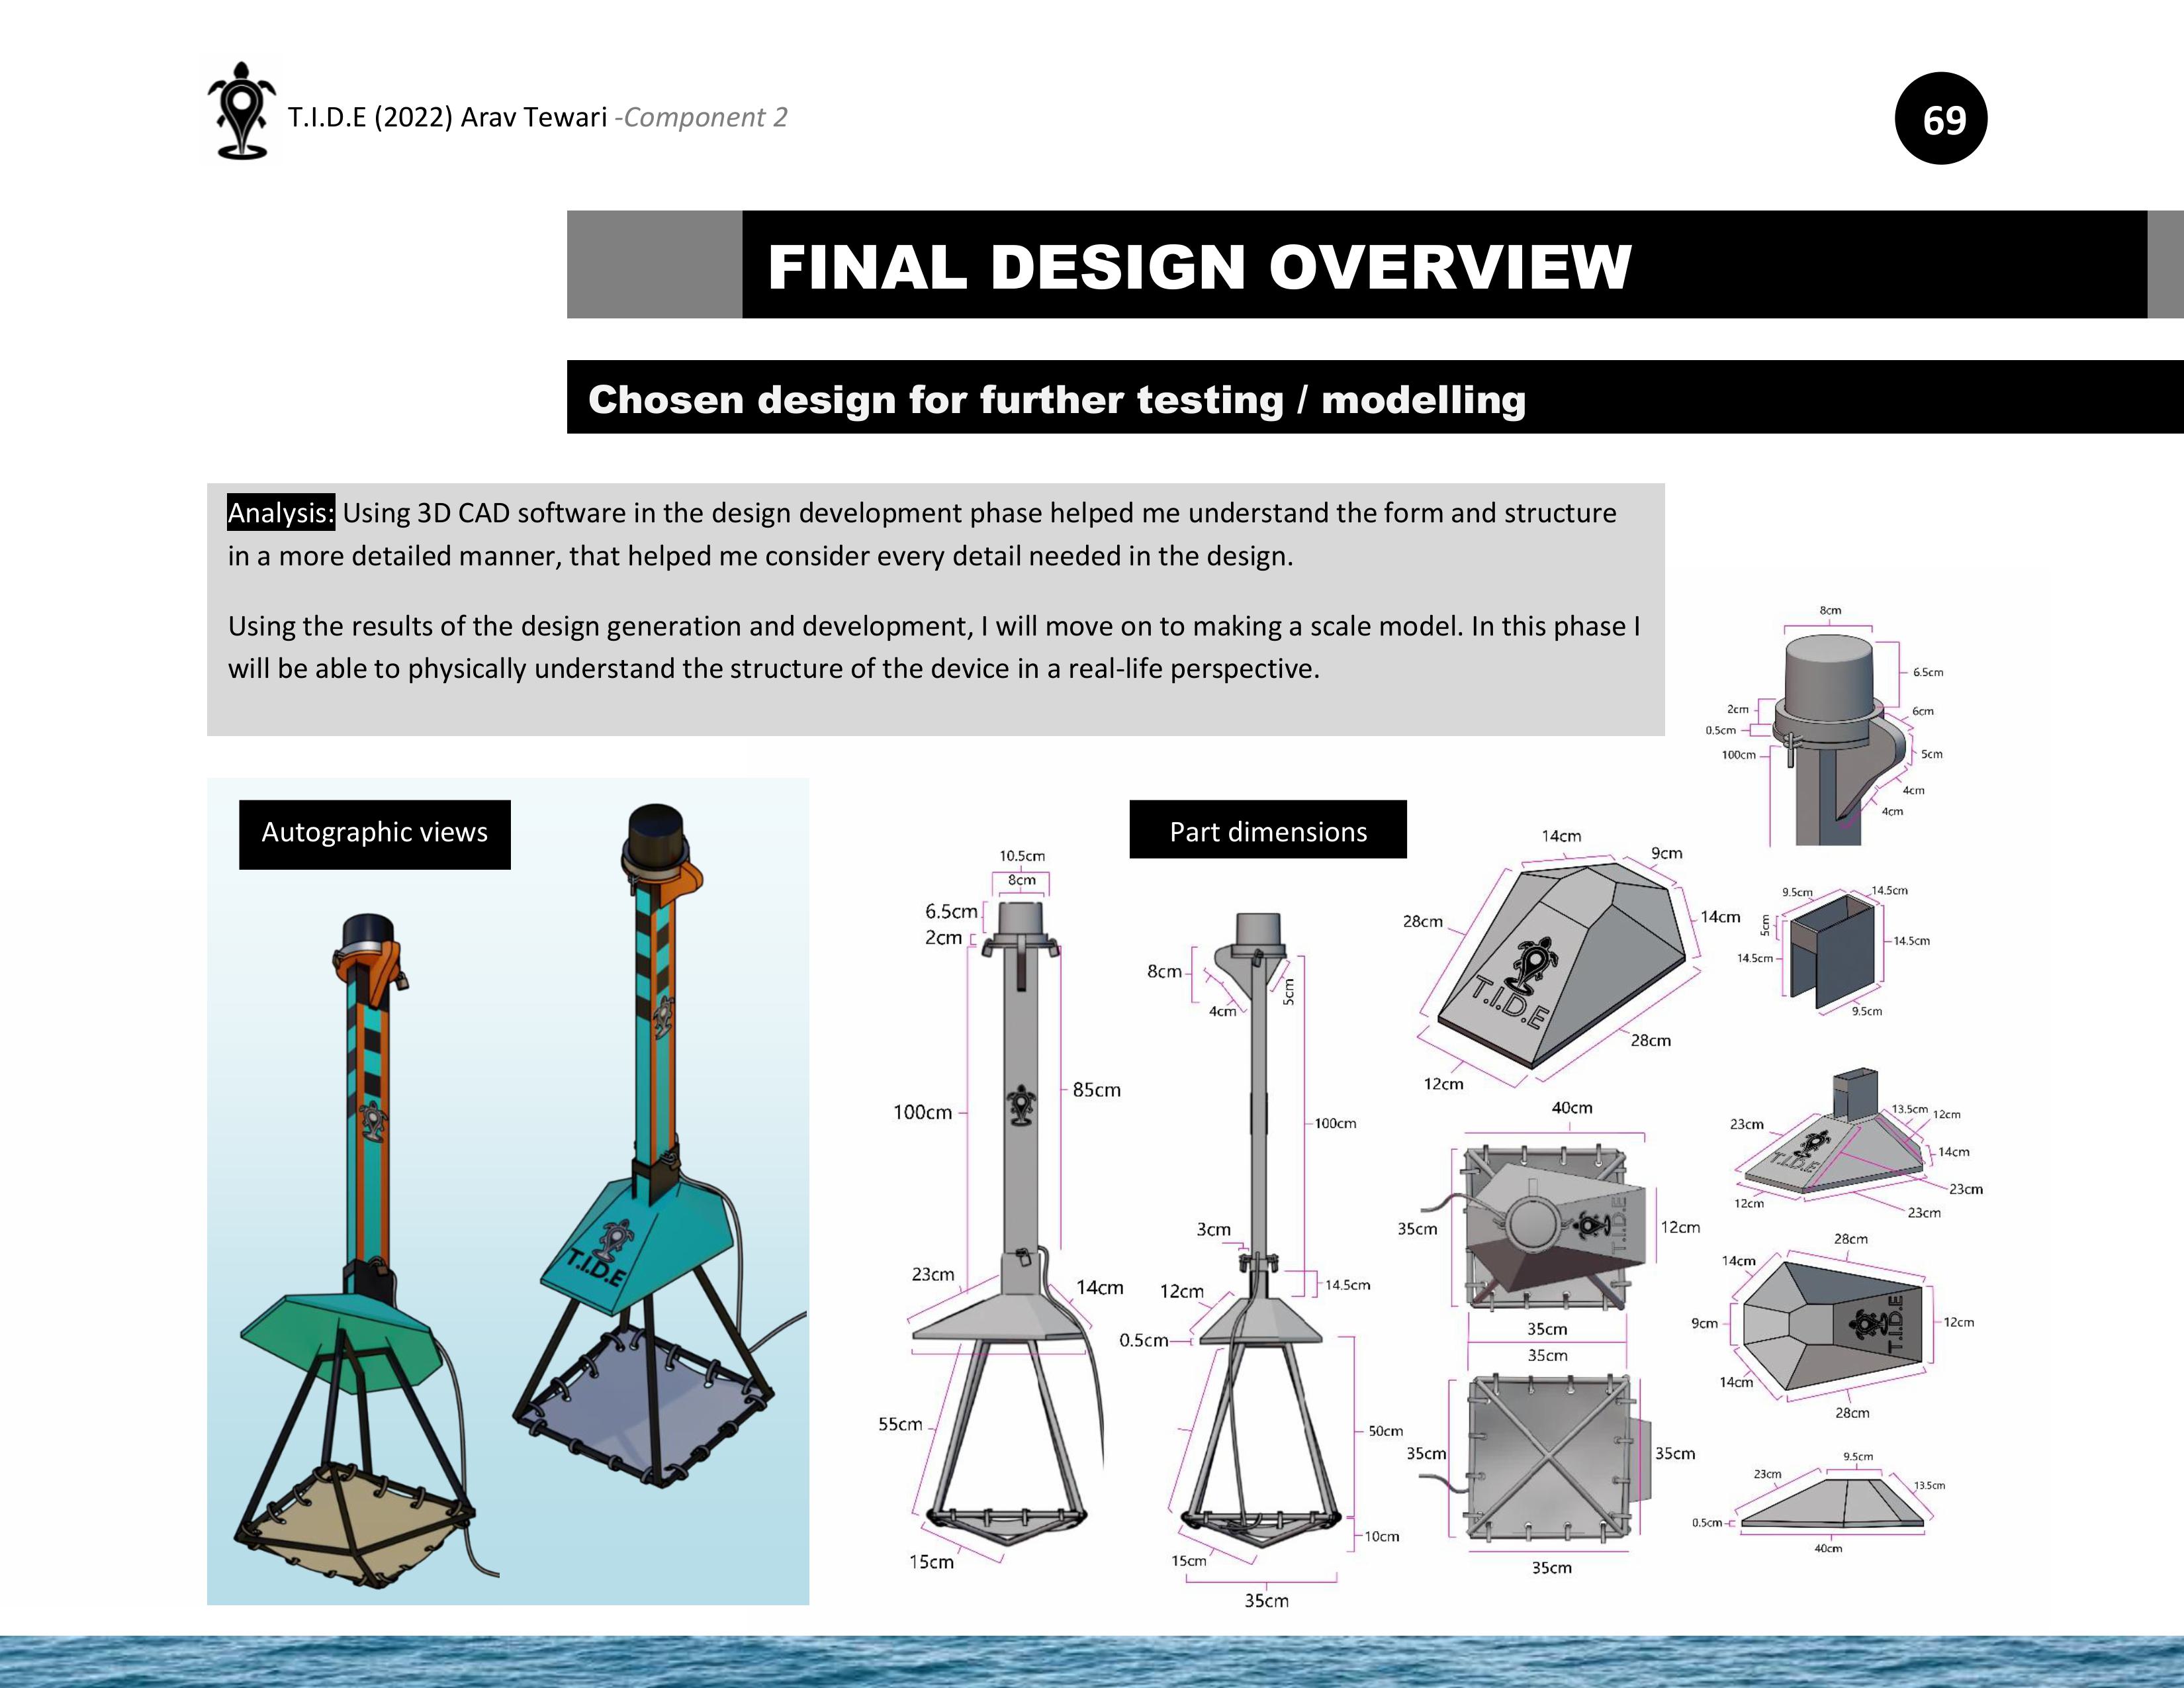 T.I.D.E (2022) Arav Tewari -Component 2
69
FINAL DESIGN OVERVIEW
Chosen design for further testing / modelling
Analysis: Using 3D CAD software in the design development phase helped me understand the form and structure
in a more detailed manner, that helped me consider every detail needed in the design.
Using the results of the design generation and development, I will move on to making a scale model. In this phase I
will be able to physically understand the structure of the device in a real-life perspective.
Autographic views
T.I.D.E
Part dimensions
10.5cm
8cm
6.5cm
2cm
100cm
85cm
23cm
14cm
55cm
15cm
8cm
4cm
5cm
100cm
3cm
12cm
14.5cm
0.5cm
50cm
10cm
15cm
35cm
14cm
9cm
28cm
14cm
T.I.D.E
28cm
12cm
40cm
35cm
T.I.D.E
12cm
35cm
35cm
35cm
35cm
35cm
8cm
6.5cm
2cm
6cm
0.5cm
100cm
5cm
4cm
4cm
9.5cm
14.5cm
5cm
14.5cm
14.5cm
9.5cm
13.5cm
12cm
23cm
T.I.D.E
14cm
23cm
12cm
23cm
28cm
14cm
9cm
T.I.D.E
12cm
14cm
28cm
9.5cm
23cm
13.5cm
0.5cm
40cm